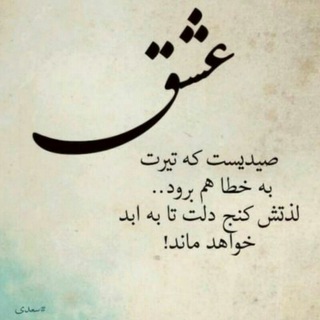 عشق
صیدیست که تیرت
به خطا هم برود..
لذتش کنج دلت تا به ابد
خواهد ماند!
#سعدی